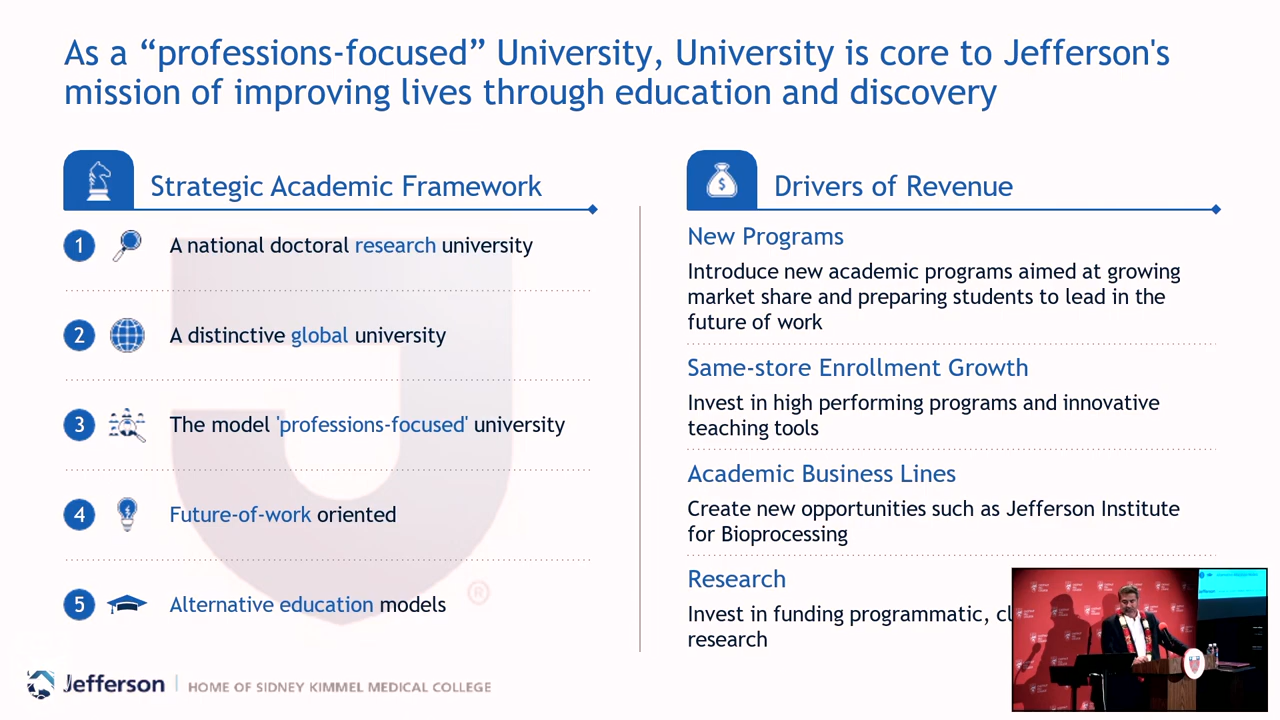 As a “professions-focused” University, University is core to Jefferson's
mission of improving lives through education and discovery
Strategic Academic Framework
1 A national doctoral research university
2 A distinctive global university
3 The model 'professions-focused' university
4 Future-of-work oriented
5 Alternative education models
®
Drivers of Revenue
$
New Programs
Introduce new academic programs aimed at growing
market share and preparing students to lead in the
future of work
Same-store Enrollment Growth
Invest in high performing programs and innovative
teaching tools
Academic Business Lines
Create new opportunities such as Jefferson Institute
for Bioprocessing
Research
Invest in funding programmatic,
research
Jefferson | HOME OF SIDNEY KIMMEL MEDICAL COLLEGE